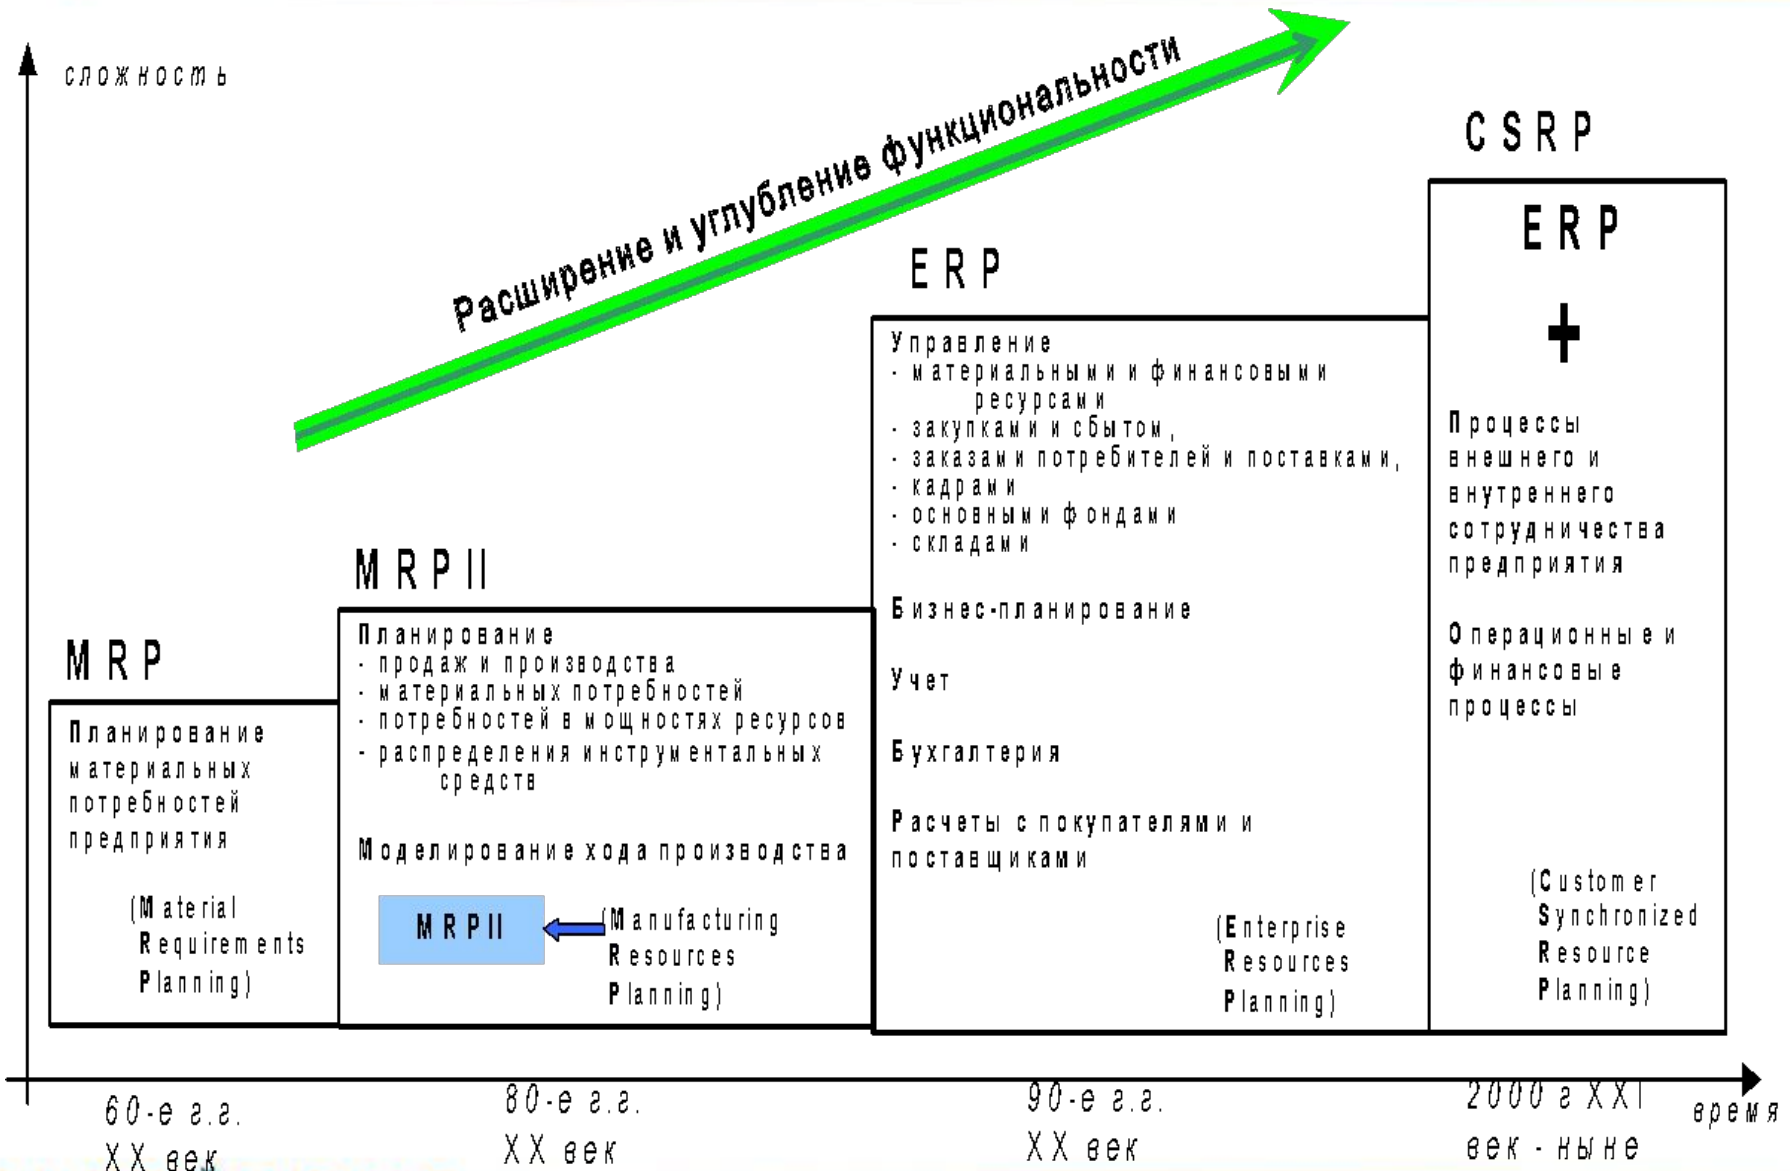 сложность
Расширение и углубление функциональности
MRP
Планирование
материальных
потребностей
предприятия
(Material
Requirements
Planning)
MRPII
Планирование
- продаж и производства
- материальных потребностей
- потребностей в мощностях ресурсов
- распределения инструментальных
средств
Моделирование хода производства
MRPII
(Manufacturing
Resources
Planning)
ERP
Управление
- материальными и финансовыми
ресурсами
- закупками и сбытом,
- заказами потребителей и поставками,
- кадрами
- основными фондами
- складами
Бизнес-планирование
Учет
Бухгалтерия
Расчеты с покупателями и
поставщиками
(Enterprise
Resources
Planning)
CSRP
ERP
+
Процессы
внешнего и
внутреннего
сотрудничества
предприятия
Операционные и
финансовые
процессы
(Customer
Synchronized
Resource
Planning)
60-е г.г.
XX век
80-е г.г.
XX век
90-е г.г.
XX век
2000 г XXI
век - ныне
время